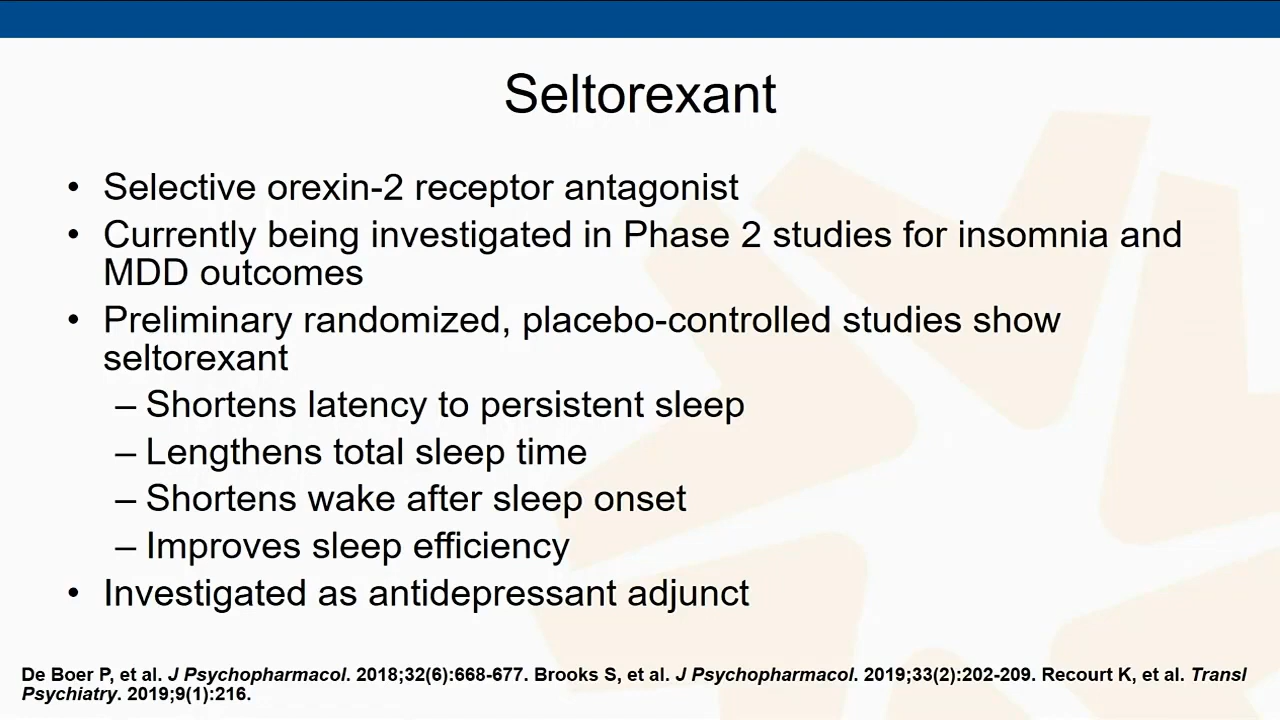 Seltorexant
• Selective orexin-2 receptor antagonist
• Currently being investigated in Phase 2 studies for insomnia and
MDD outcomes
• Preliminary randomized, placebo-controlled studies show
seltorexant
– Shortens latency to persistent sleep
– Lengthens total sleep time
– Shortens wake after sleep onset
– Improves sleep efficiency
• Investigated as antidepressant adjunct
De Boer P, et al. J Psychopharmacol. 2018;32(6):668-677. Brooks S, et al. J Psychopharmacol. 2019;33(2):202-209. Recourt K, et al. Transl
Psychiatry. 2019;9(1):216.